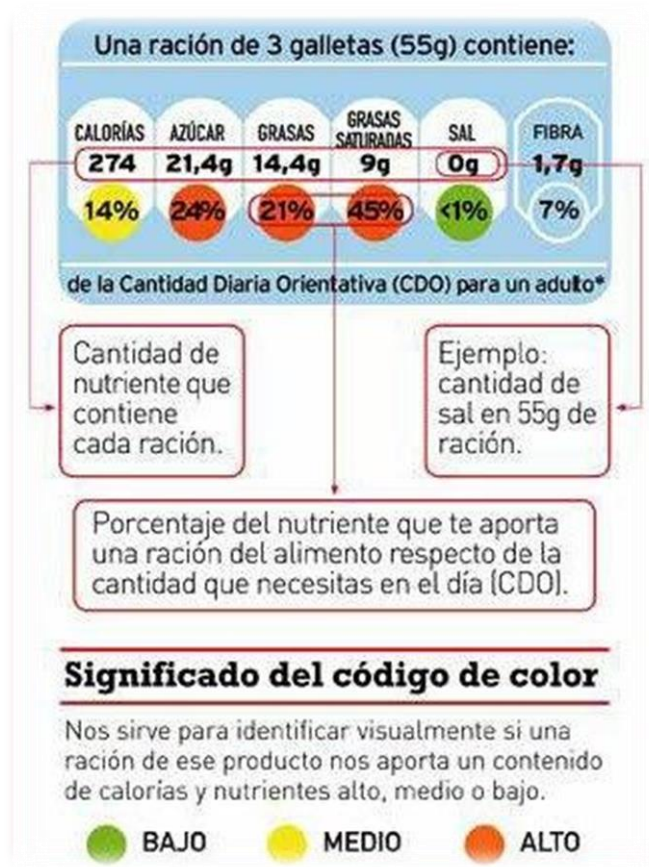 Una ración de 3 galletas (55g) contiene:
CALORÍAS AZÚCAR GRASAS GRASAS SATURADAS SAL FIBRA
274 21,4g 14,4g 9g 0g 1,7g
14% 24% 21% 45% <1% 7%
de la Cantidad Diaria Orientativa (CDO) para un adulto*
Cantidad de
nutriente que
contiene
cada ración.
Ejemplo:
cantidad de
sal en 55g de
ración.
Porcentaje del nutriente que te aporta
una ración del alimento respecto de la
cantidad que necesitas en el día (CDO).
Significado del código de color
Nos sirve para identificar visualmente si una
ración de ese producto nos aporta un contenido
de calorías y nutrientes alto, medio o bajo.
BAJO MEDIO ALTO